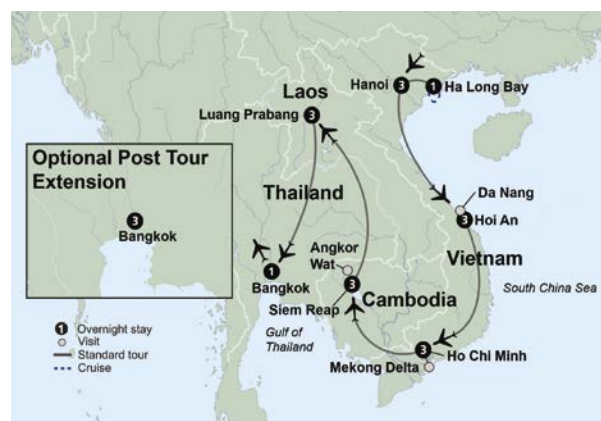 Laos
Luang Prabang
3
Hanoi
3
1
Ha Long Bay
Optional Post Tour
Extension
3
Bangkok
Thailand
Da Nang
3
Hoi An
Vietnam
South China Sea
Angkor
Wat
3
Siem Reap
Cambodia
1
Bangkok
Gulf of
Thailand
3
Ho Chi Minh
Mekong Delta
1
Overnight stay
Visit
Standard tour
Cruise